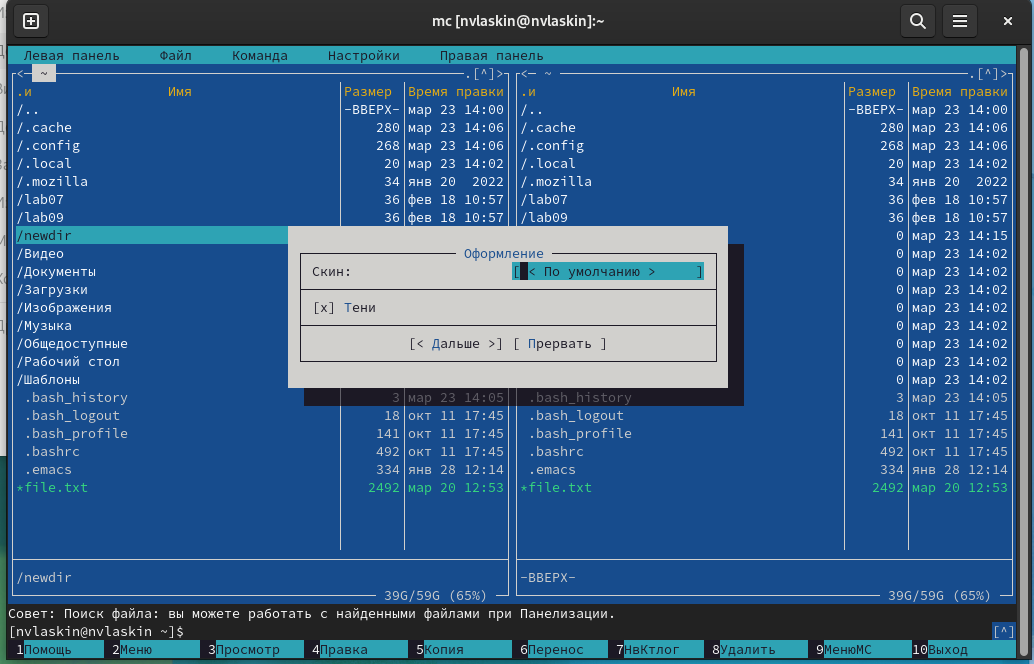 mc [nvlaskin@nvlaskin]:~
Левая панель Файл Команда Настройки Правая панель
<─ ~ .[^]> <─ ~ .[^]>
.и Имя Размер Время правки .и Имя Размер Время правки
/.. -ВВЕРХ- мар 23 14:00 /.. -ВВЕРХ- мар 23 14:00
/.cache 280 мар 23 14:06 /.cache 280 мар 23 14:06
/.config 268 мар 23 14:06 /.config 268 мар 23 14:06
/.local 20 мар 23 14:02 /.local 20 мар 23 14:02
/.mozilla 34 янв 20 2022 /.mozilla 34 янв 20 2022
/lab07 36 фев 18 10:57 /lab07 36 фев 18 10:57
/lab09 36 фев 18 10:57 /lab09 36 фев 18 10:57
/newdir 0 мар 23 14:15
/Видео Оформление 0 мар 23 14:02
/Документы Скин: [ < По умолчанию > ] 0 мар 23 14:02
/Загрузки 0 мар 23 14:02
/Изображения [x] Тени 0 мар 23 14:02
/Музыка 0 мар 23 14:02
/Общедоступные [< Дальше >] [ Прервать ] 0 мар 23 14:02
/Рабочий стол 0 мар 23 14:02
/Шаблоны 0 мар 23 14:02
.bash_history 3 мар 23 14:05 .bash_history 3 мар 23 14:05
.bash_logout 18 окт 11 17:45 .bash_logout 18 окт 11 17:45
.bash_profile 141 окт 11 17:45 .bash_profile 141 окт 11 17:45
.bashrc 492 окт 11 17:45 .bashrc 492 окт 11 17:45
.emacs 334 янв 28 12:14 .emacs 334 янв 28 12:14
*file.txt 2492 мар 20 12:53 *file.txt 2492 мар 20 12:53
/newdir -ВВЕРХ-
39G/59G (65%) 39G/59G (65%)
Совет: Поиск файла: вы можете работать с найденными файлами при Панелизации.
[nvlaskin@nvlaskin ~]$ [^]
1Помощь 2Меню 3Просмотр 4Правка 5Копия 6Перенос 7НвКтлог 8Удалить 9МенюMC 10Выход